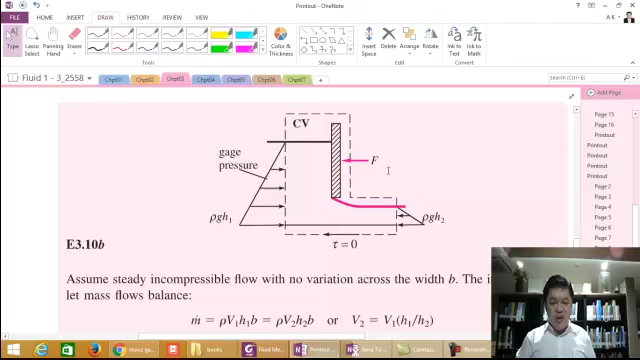 Printout - OneNote
A K
FILE HOME INSERT DRAW HISTORY REVIEW VIEW
Type
Lasso Select
Panning Hand
Eraser
Color & Thickness
Insert Space
Delete
Arrange
Rotate
Ink to Text
Ink to Math
Tools
Shapes
Edit
Convert
Fluid 1 - 3_2558
Chpt01 Chpt02 Chpt03 Chpt04 Chpt05 Chpt06 Chpt07 +
Add Page
Page 15
Page 16
Printout
Printout
Printout
Printout
Page 2
Page 3
Page 4
Page 5
Page 6
Page 7
CV
gage
pressure
F
ρgh₁
ρgh₂
τ = 0
E3.10b
Assume steady incompressible flow with no variation across the width b. The i
let mass flows balance:
ṁ = ρV₁h₁b = ρV₂h₂b or V₂ = V₁(h₁/h₂)
books
Fluid Me
Printout
Send To